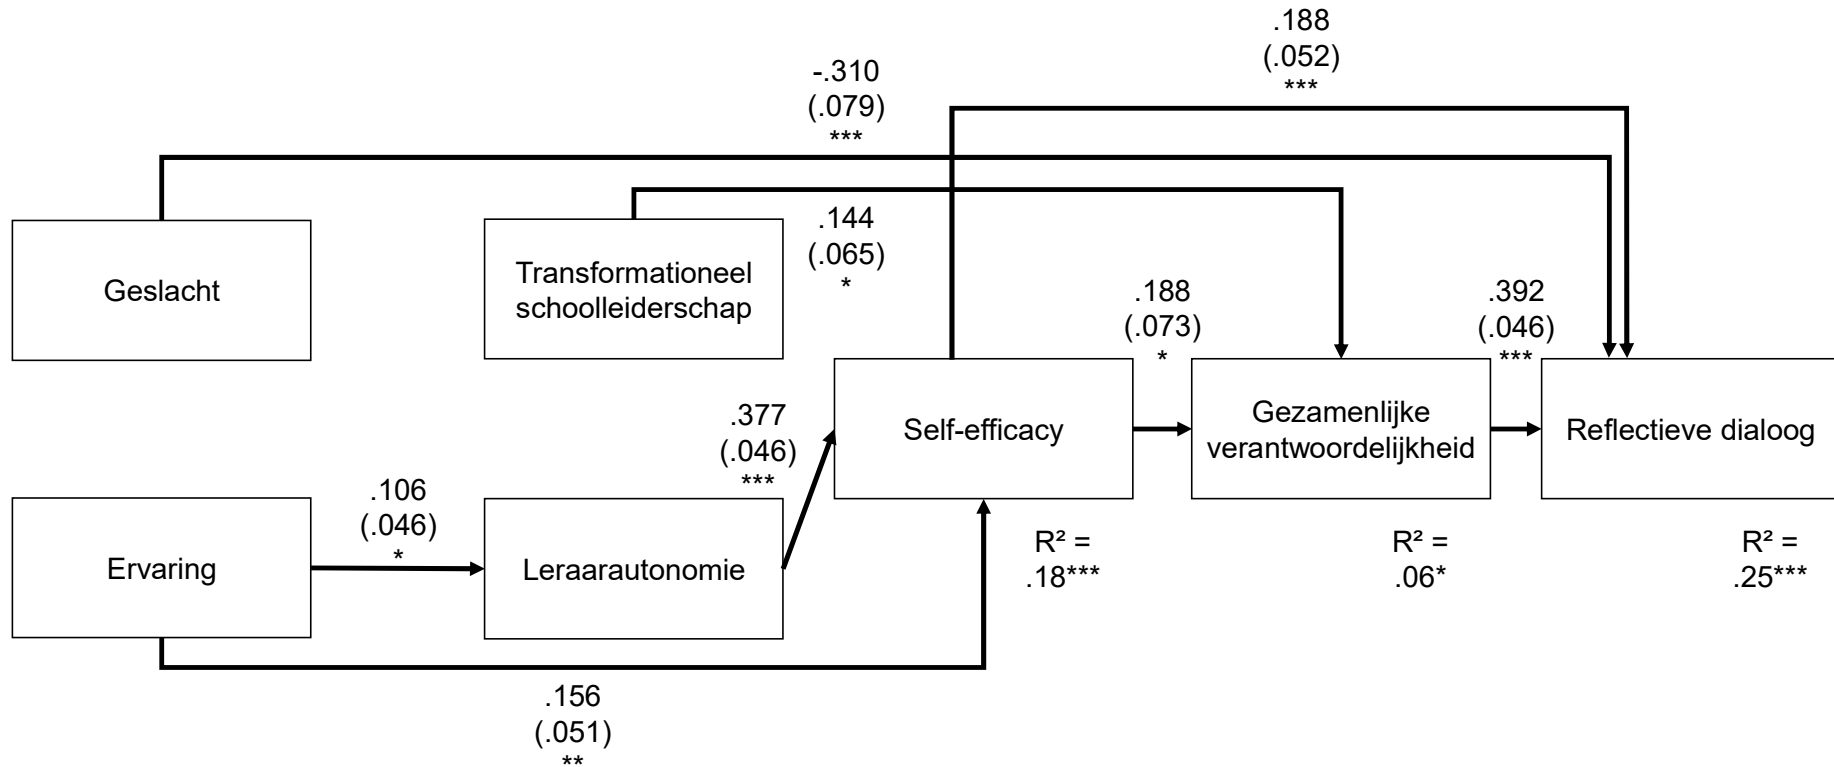 .188
(.052)
***
-.310
(.079)
***
Geslacht
Transformationeel
schoolleiderschap
.144
(.065)
*
.188
(.073)
*
.392
(.046)
***
.377
(.046)
***
Self-efficacy
Gezamenlijke
verantwoordelijkheid
Reflectieve dialoog
Ervaring
.106
(.046)
*
Leraarautonomie
R² =
.18***
R² =
.06*
R² =
.25***
.156
(.051)
**